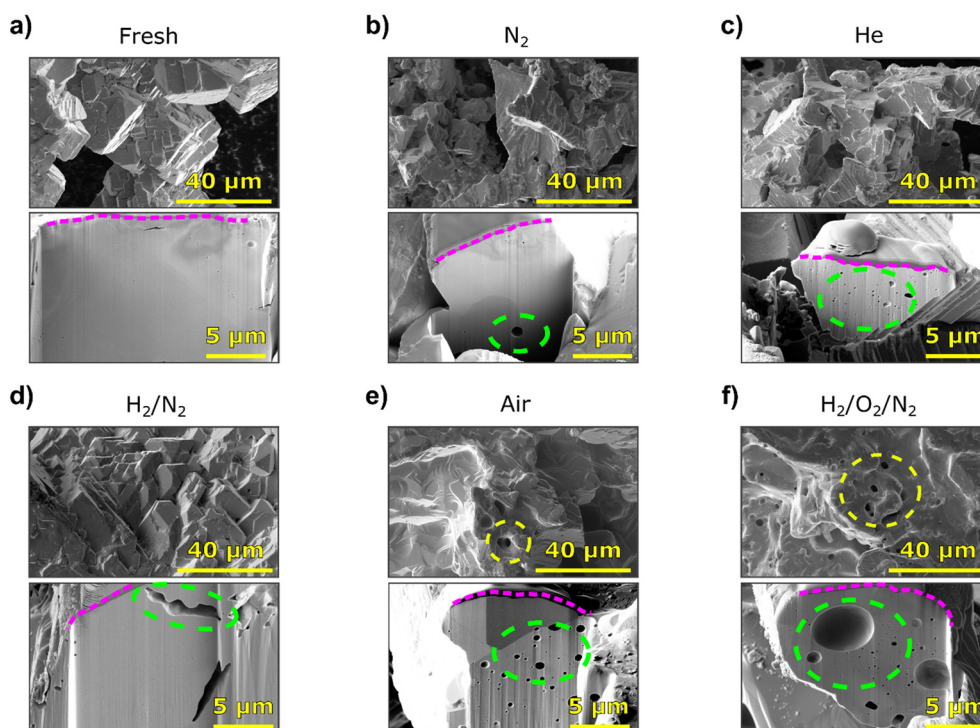 a)
Fresh
40 µm
5 µm
b)
N₂
40 µm
5 µm
c)
He
40 µm
5 µm
d)
H₂/N₂
40 µm
5 µm
e)
Air
40 µm
5 µm
f)
H₂/O₂/N₂
40 µm
5 µm